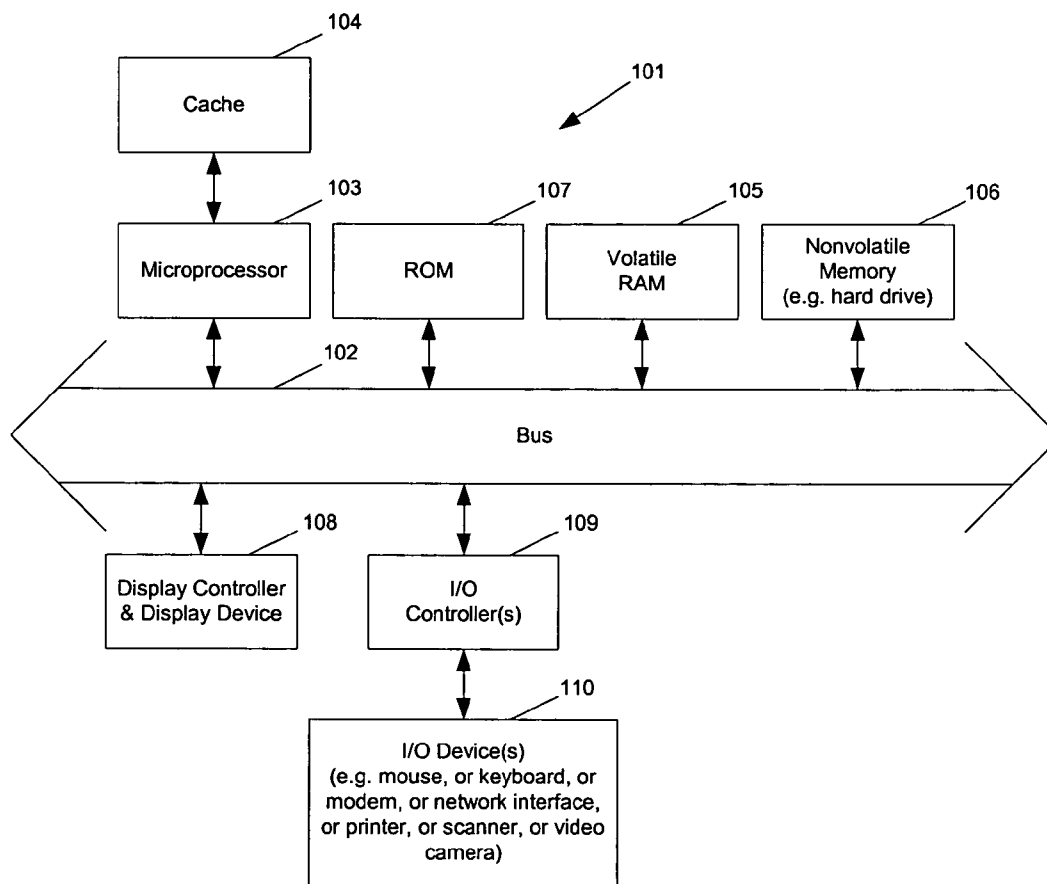 104
Cache
101
103
107
105
106
Microprocessor
ROM
Volatile
RAM
Nonvolatile
Memory
(e.g. hard drive)
102
Bus
108
109
Display Controller
& Display Device
I/O
Controller(s)
110
I/O Device(s)
(e.g. mouse, or keyboard, or
modem, or network interface,
or printer, or scanner, or video
camera)